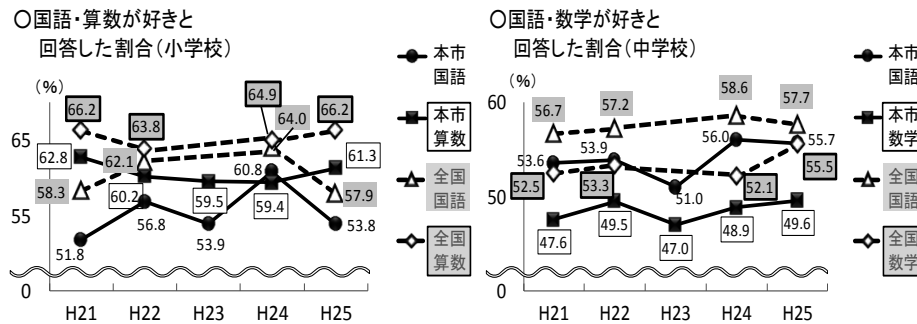 〇国語・算数が好きと
回答した割合（小学校）
(%)
65
55
0
66.2
63.8
64.9
64.0
66.2
62.8
62.1
60.8
61.3
58.3
60.2
56.8
59.5
59.4
57.9
51.8
53.9
53.8
H21 H22 H23 H24 H25
本市
国語
本市
算数
全国
国語
全国
算数
〇国語・数学が好きと
回答した割合（中学校）
(%)
60
50
0
56.7
57.2
58.6
57.7
53.6
53.9
56.0
55.7
52.5
53.3
51.0
52.1
55.5
47.6
49.5
47.0
48.9
49.6
H21 H22 H23 H24 H25
本市
国語
本市
数学
全国
国語
全国
数学